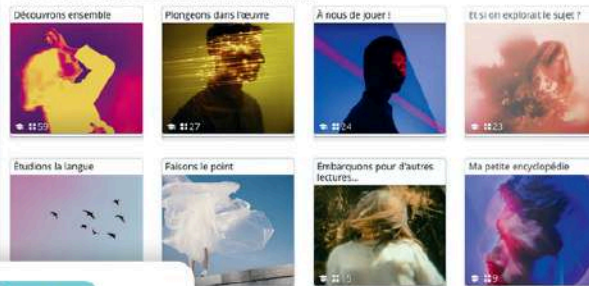 Découvrons ensemble
Plongeons dans l'œuvre
À nous de jouer !
Et si on explorait le sujet ?
59
27
24
23
Étudions la langue
Faisons le point
Embarquons pour d'autres
lectures...
Ma petite encyclopédie
15
9